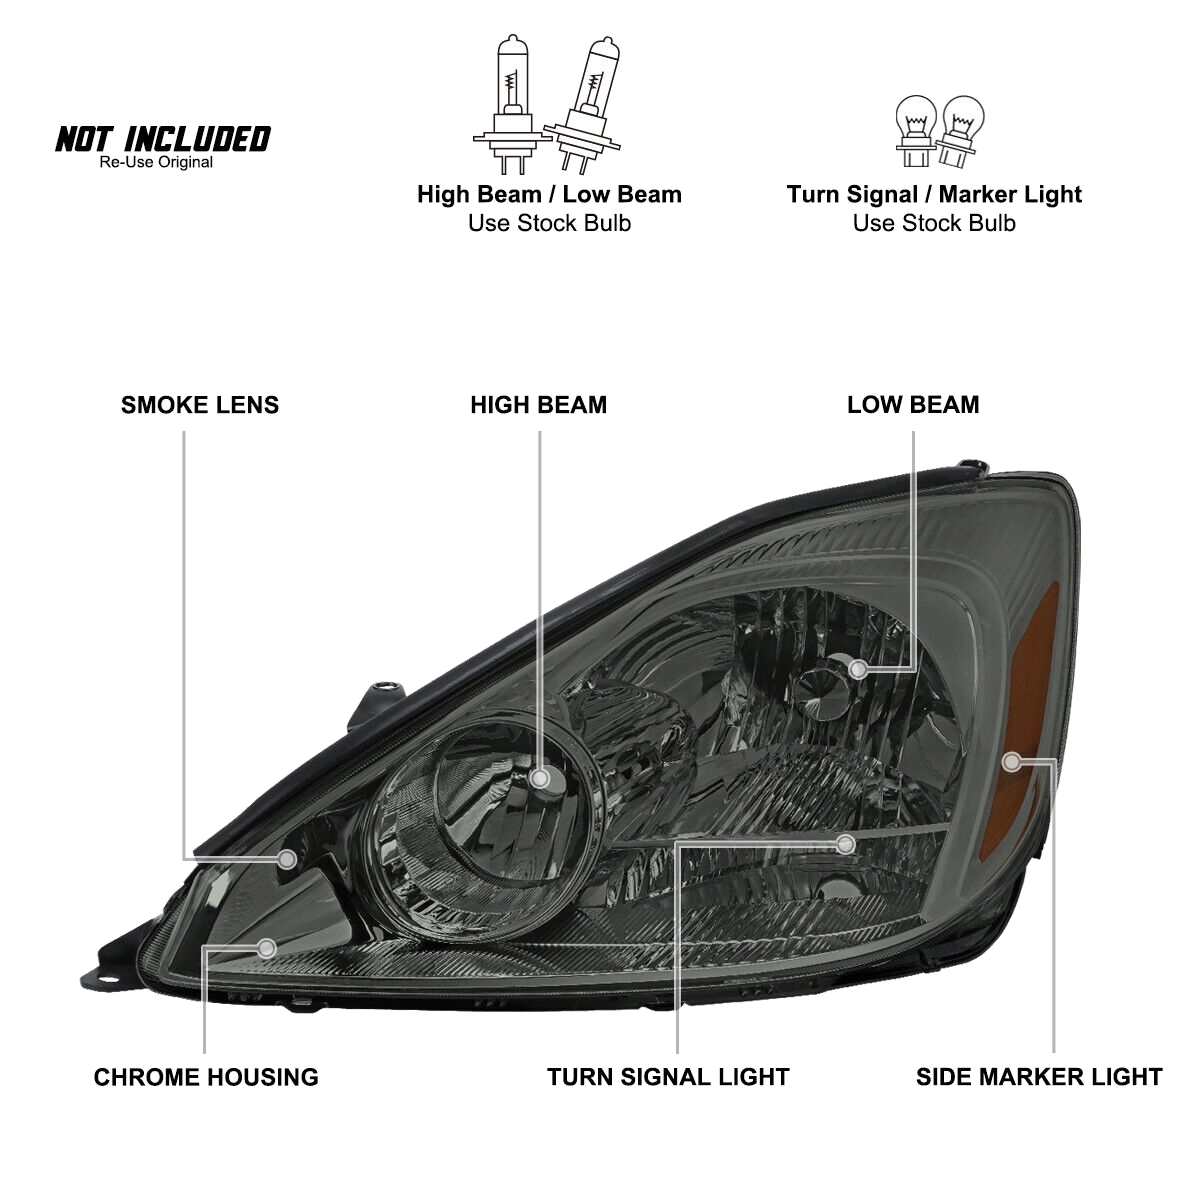 NOT INCLUDED
Re-Use Original
High Beam / Low Beam
Use Stock Bulb
Turn Signal / Marker Light
Use Stock Bulb
SMOKE LENS
HIGH BEAM
LOW BEAM
CHROME HOUSING
TURN SIGNAL LIGHT
SIDE MARKER LIGHT